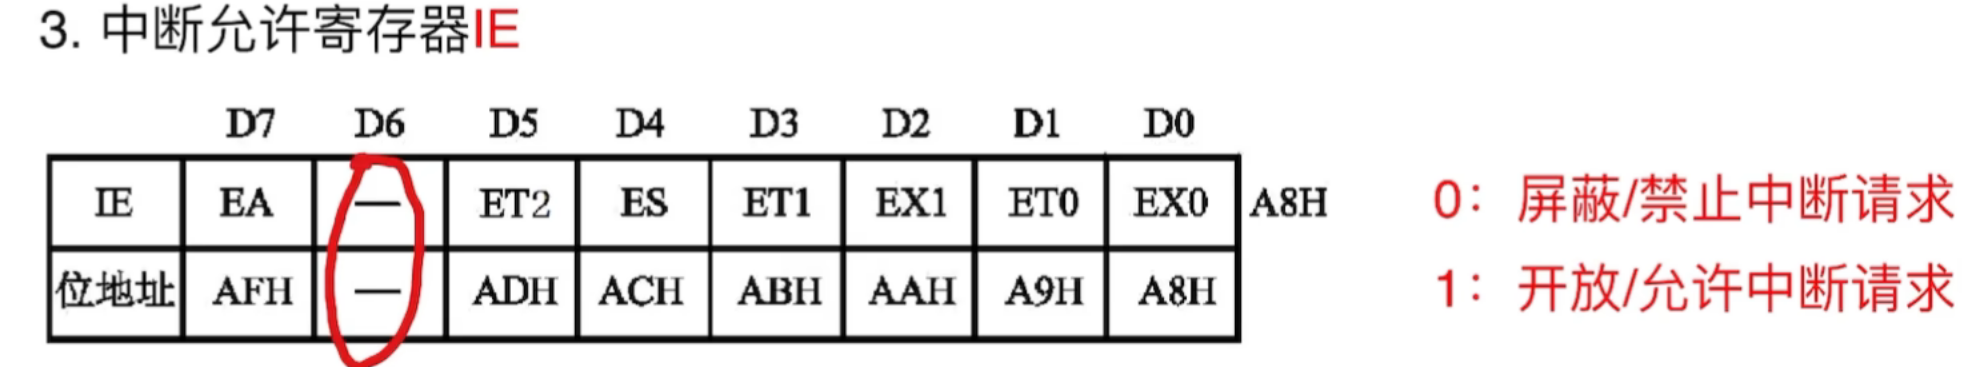 3. 中断允许寄存器IE
D7 D6 D5 D4 D3 D2 D1 D0
IE EA — ET2 ES ET1 EX1 ET0 EX0 A8H
位地址 AFH — ADH ACH ABH AAH A9H A8H
0：屏蔽/禁止中断请求
1：开放/允许中断请求